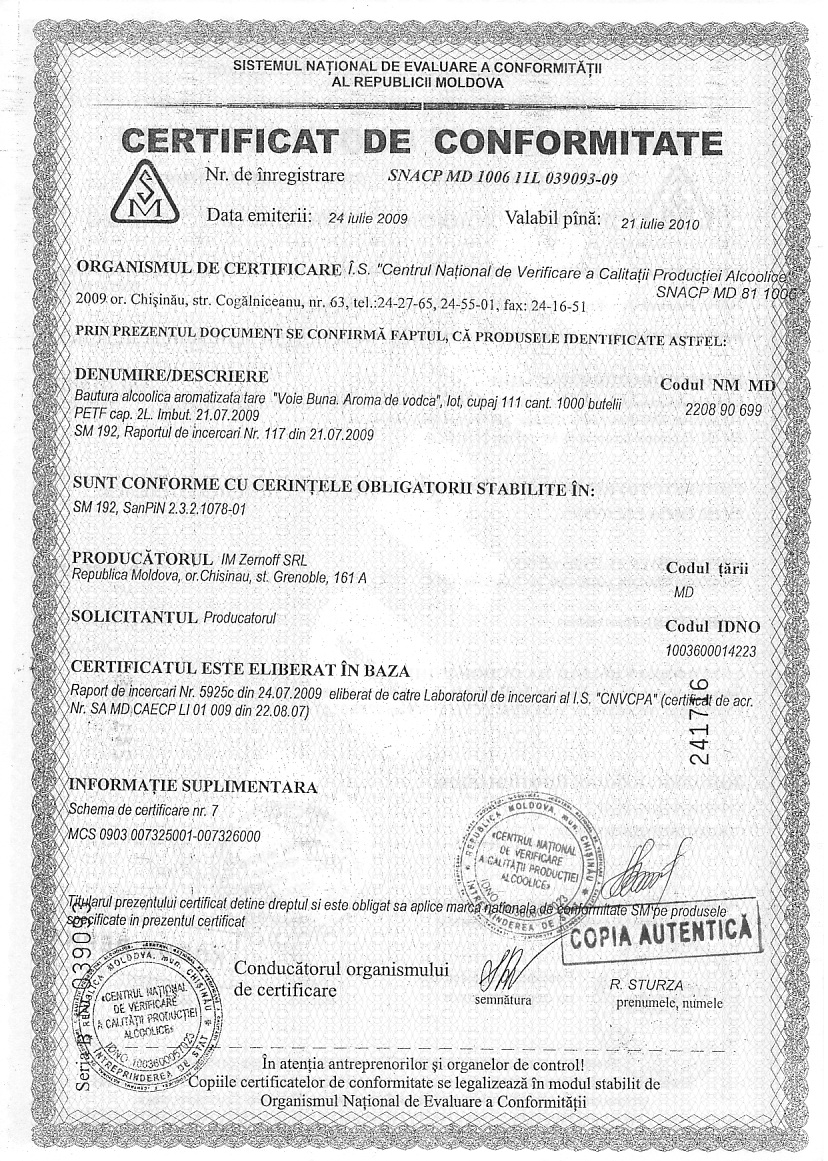 SISTEMUL NAȚIONAL DE EVALUARE A CONFORMITĂȚII
AL REPUBLICII MOLDOVA
CERTIFICAT DE CONFORMITATE
Nr. de înregistrare SNACP MD 1006 11L 039093-09
SM
Data emiterii: 24 iulie 2009 Valabil pînă: 21 iulie 2010
ORGANISMUL DE CERTIFICARE Î.S. "Centrul Național de Verificare a Calitații Producției Alcoolice"
SNACP MD 81 1006
2009 or. Chișinău, str. Cogălniceanu, nr. 63, tel.:24-27-65, 24-55-01, fax: 24-16-51
PRIN PREZENTUL DOCUMENT SE CONFIRMĂ FAPTUL, CĂ PRODUSELE IDENTIFICATE ASTFEL:
DENUMIRE/DESCRIERE Codul NM MD
Bautura alcoolica aromatizata tare "Voie Buna. Aroma de vodca", lot, cupaj 111 cant. 1000 butelii
PETF cap. 2L. Imbut. 21.07.2009 2208 90 699
SM 192, Raportul de incercari Nr. 117 din 21.07.2009
SUNT CONFORME CU CERINȚELE OBLIGATORII STABILITE ÎN:
SM 192, SanPiN 2.3.2.1078-01
PRODUCĂTORUL IM Zernoff SRL Codul țării
Republica Moldova, or.Chisinau, st. Grenoble, 161 A
MD
SOLICITANTUL Producatorul Codul IDNO
1003600014223
CERTIFICATUL ESTE ELIBERAT ÎN BAZA
Raport de incercari Nr. 5925c din 24.07.2009 eliberat de catre Laboratorul de incercari al I.S. "CNVCPA" (certificat de acr.
Nr. SA MD CAECP LI 01 009 din 22.08.07)
INFORMAȚIE SUPLIMENTARA
Schema de certificare nr. 7
MCS 0903 007325001-007326000
REPUBLICA MOLDOVA, mun. CHIȘINĂU
«CENTRUL NAȚIONAL
DE VERIFICARE
A CALITĂȚII PRODUCȚIEI
ALCOOLICE»
ÎNTREPRINDEREA DE STAT
Titularul prezentului certificat detine dreptul si este obligat sa aplice marca nationala de conformitate SM pe produsele
specificate in prezentul certificat
COPIA AUTENTICĂ
Conducătorul organismului
de certificare
semnătura
R. STURZA
prenumele, numele
REPUBLICA MOLDOVA, mun. CHIȘINĂU
«CENTRUL NAȚIONAL
DE VERIFICARE
A CALITĂȚII PRODUCȚIEI
ALCOOLICE»
IDNO 1003600057023
ÎNTREPRINDEREA DE STAT
În atenția antreprenorilor și organelor de control!
Copiile certificatelor de conformitate se legalizează în modul stabilit de
Organismul Național de Evaluare a Conformității